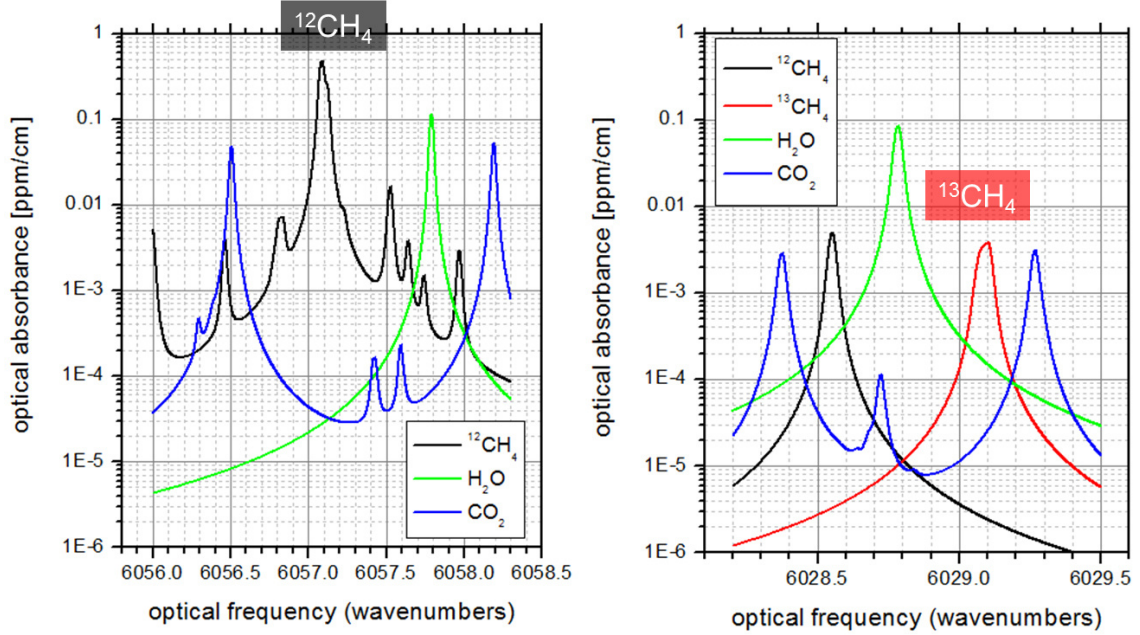 ¹²CH₄
optical absorbance [ppm/cm]
1
0.1
0.01
1E-3
1E-4
1E-5
1E-6
¹²CH₄
H₂O
CO₂
6056.0 6056.5 6057.0 6057.5 6058.0 6058.5
optical frequency (wavenumbers)
optical absorbance [ppm/cm]
1
0.1
0.01
1E-3
1E-4
1E-5
1E-6
¹²CH₄
¹³CH₄
H₂O
CO₂
¹³CH₄
6028.5 6029.0 6029.5
optical frequency (wavenumbers)